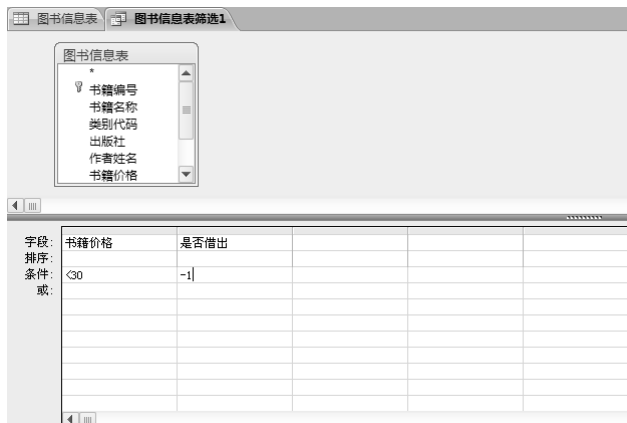 图书信息表 图书信息表筛选1
图书信息表
*
书籍编号
书籍名称
类别代码
出版社
作者姓名
书籍价格
字段: 书籍价格 是否借出
排序:
条件: <30 -1
或: